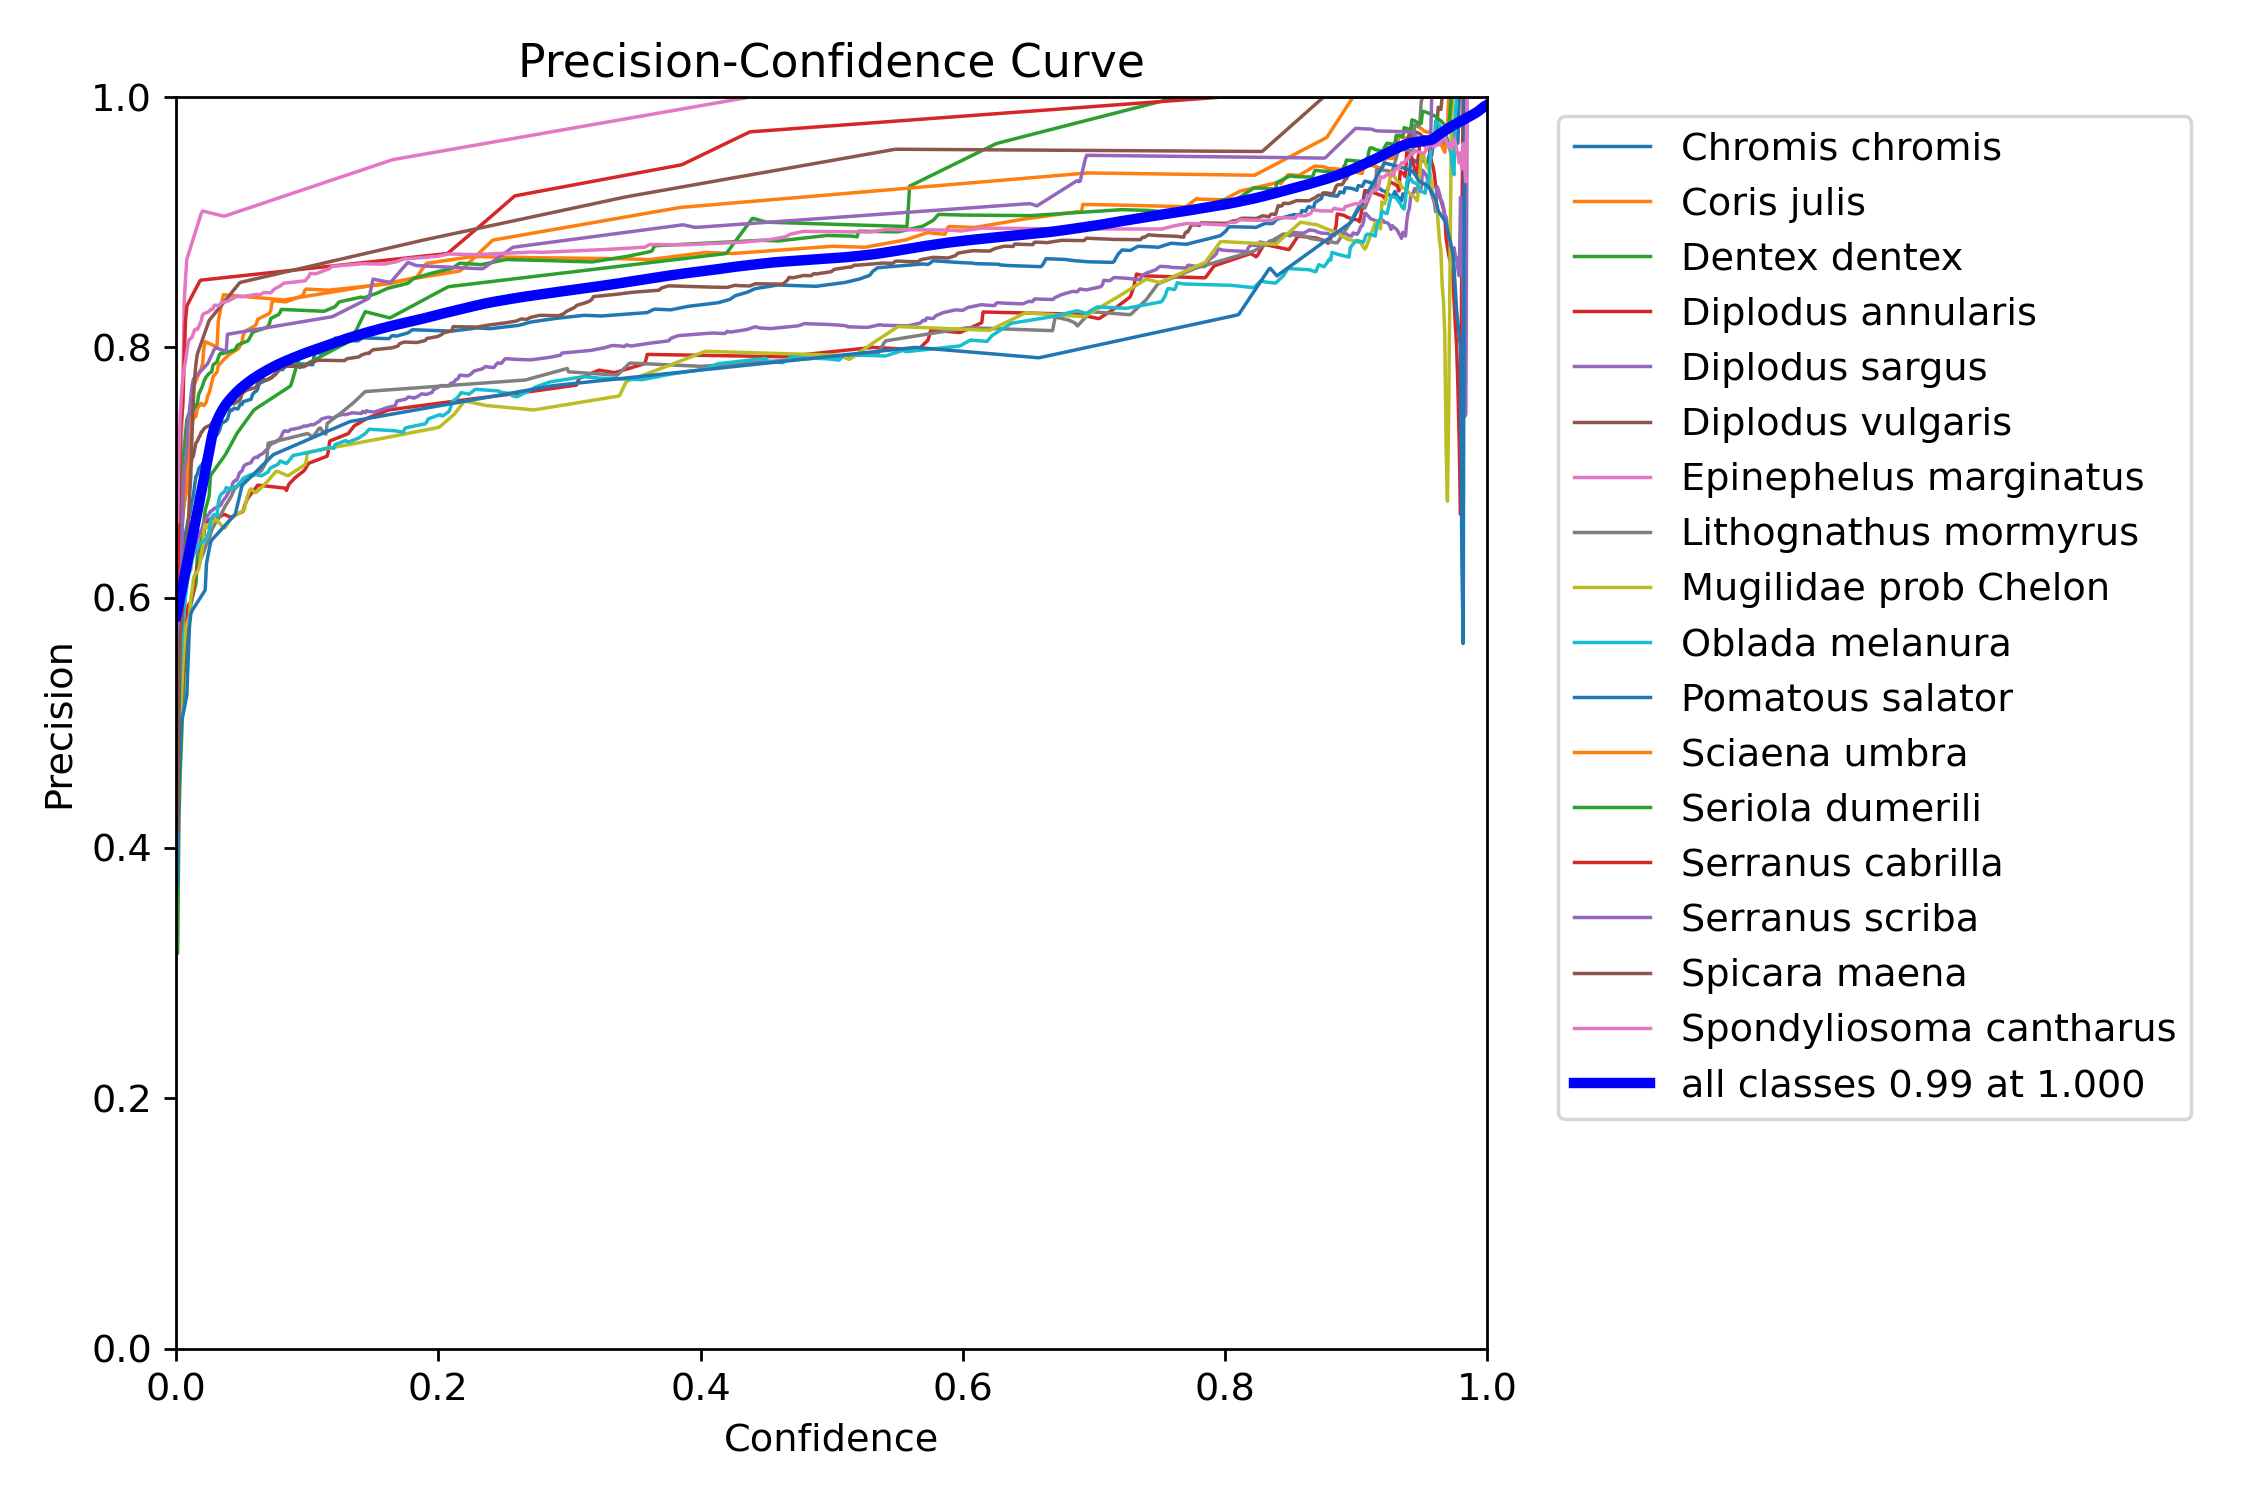 Precision-Confidence Curve
1.0
0.8
0.6
0.4
0.2
0.0
Precision
0.0 0.2 0.4 0.6 0.8 1.0
Confidence
Chromis chromis
Coris julis
Dentex dentex
Diplodus annularis
Diplodus sargus
Diplodus vulgaris
Epinephelus marginatus
Lithognathus mormyrus
Mugilidae prob Chelon
Oblada melanura
Pomatous salator
Sciaena umbra
Seriola dumerili
Serranus cabrilla
Serranus scriba
Spicara maena
Spondyliosoma cantharus
all classes 0.99 at 1.000